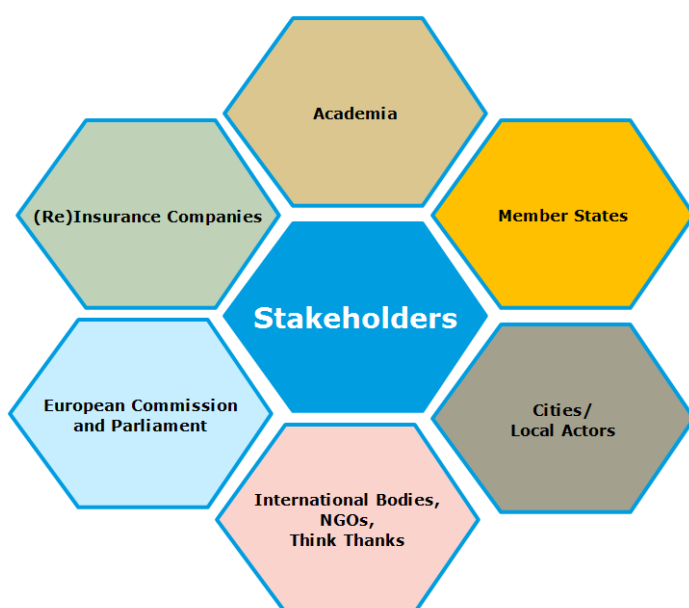 Academia
(Re)Insurance Companies
Member States
Stakeholders
European Commission
and Parliament
Cities/
Local Actors
International Bodies,
NGOs,
Think Thanks